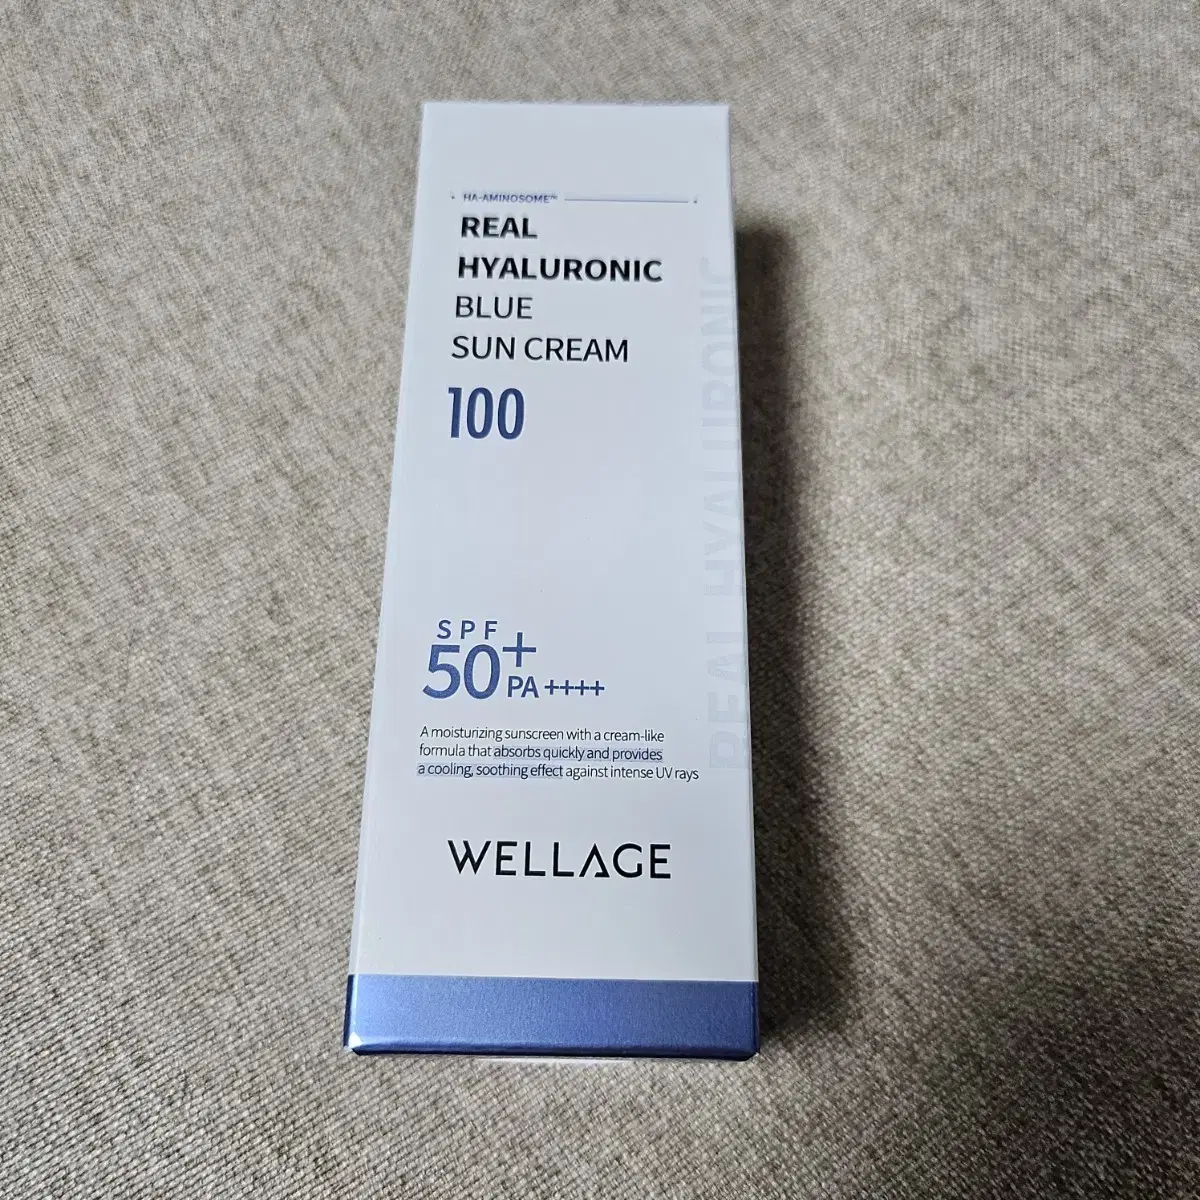 HA-AMINOSOME™
REAL
HYALURONIC
BLUE
SUN CREAM
100
SPF
50+
PA ++++
A moisturizing sunscreen with a cream-like
formula that absorbs quickly and provides
a cooling, soothing effect against intense UV rays
WELLAGE
REAL HYALURONIC